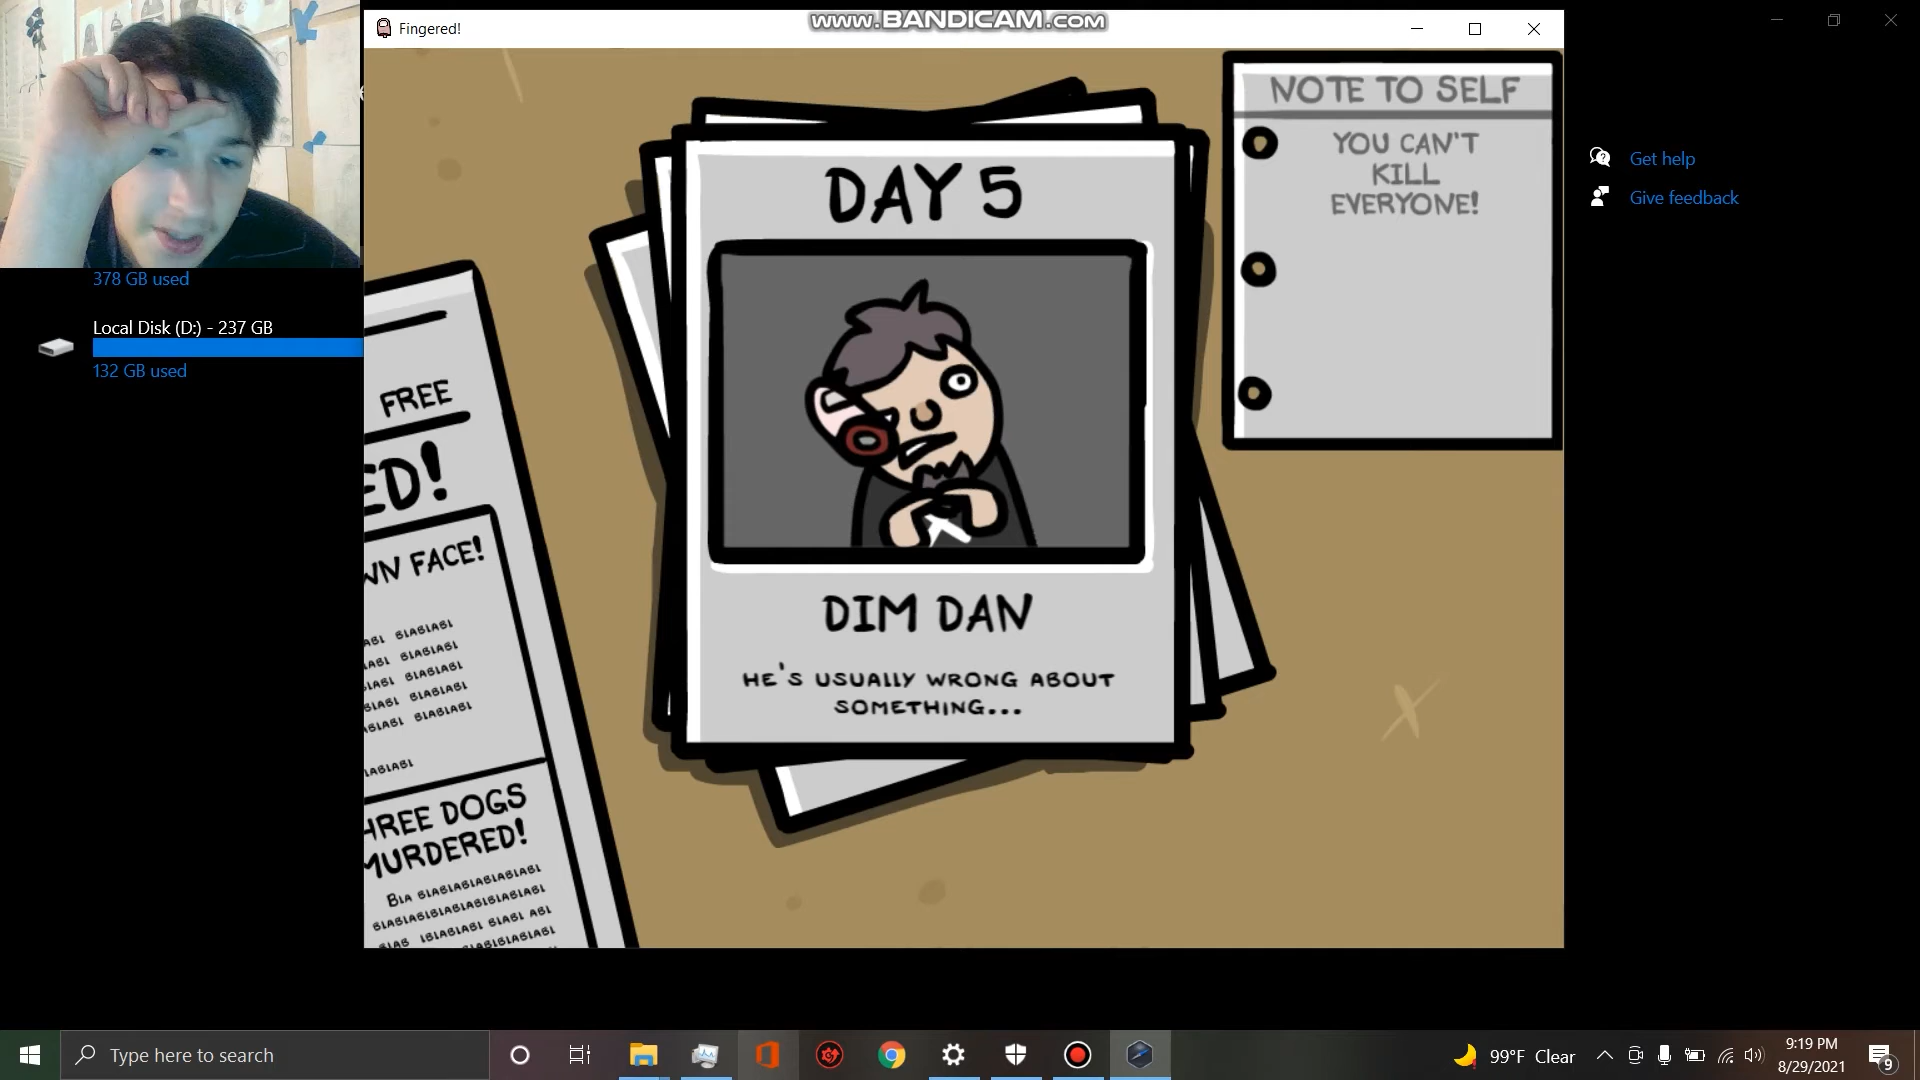 www.BANDICAM.com
Fingered!
378 GB used
Local Disk (D:) - 237 GB
132 GB used
FREE
ED!
WN FACE!
HREE DOGS
MURDERED!
DAY 5
DIM DAN
HE'S USUALLY WRONG ABOUT
SOMETHING...
NOTE TO SELF
YOU CAN'T
KILL
EVERYONE!
Get help
Give feedback
Type here to search
99°F Clear
9:19 PM
8/29/2021
9